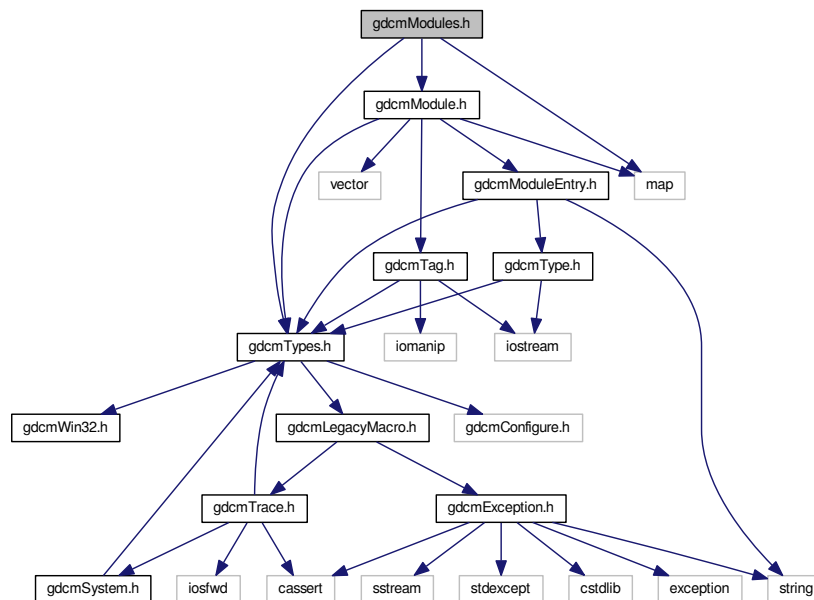 gdcmModules.h
gdcmModule.h
vector
gdcmModuleEntry.h
map
gdcmTag.h
gdcmType.h
gdcmTypes.h
iomanip
iostream
gdcmWin32.h
gdcmLegacyMacro.h
gdcmConfigure.h
gdcmTrace.h
gdcmException.h
gdcmSystem.h
iosfwd
cassert
sstream
stdexcept
cstdlib
exception
string